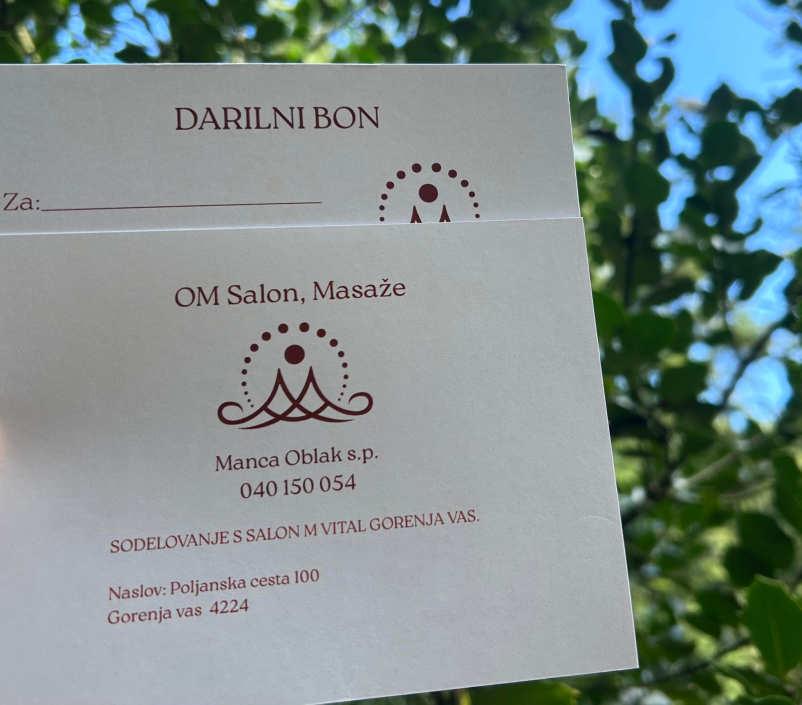 DARILNI BON
Za:
OM Salon, Masaže
Manca Oblak s.p.
040 150 054
SODELOVANJE S SALON M VITAL GORENJA VAS.
Naslov: Poljanska cesta 100
Gorenja vas 4224